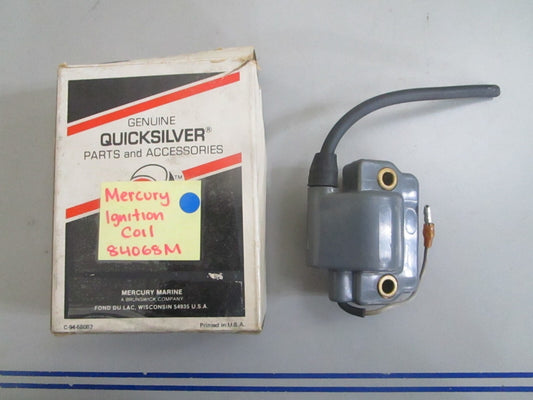 GENUINE
QUICKSILVER®
PARTS and ACCESSORIES
TM
Mercury
Ignition
Coil
84068M
MERCURY MARINE
A BRUNSWICK COMPANY
FOND DU LAC, WISCONSIN 54935 U.S.A.
Printed in U.S.A.